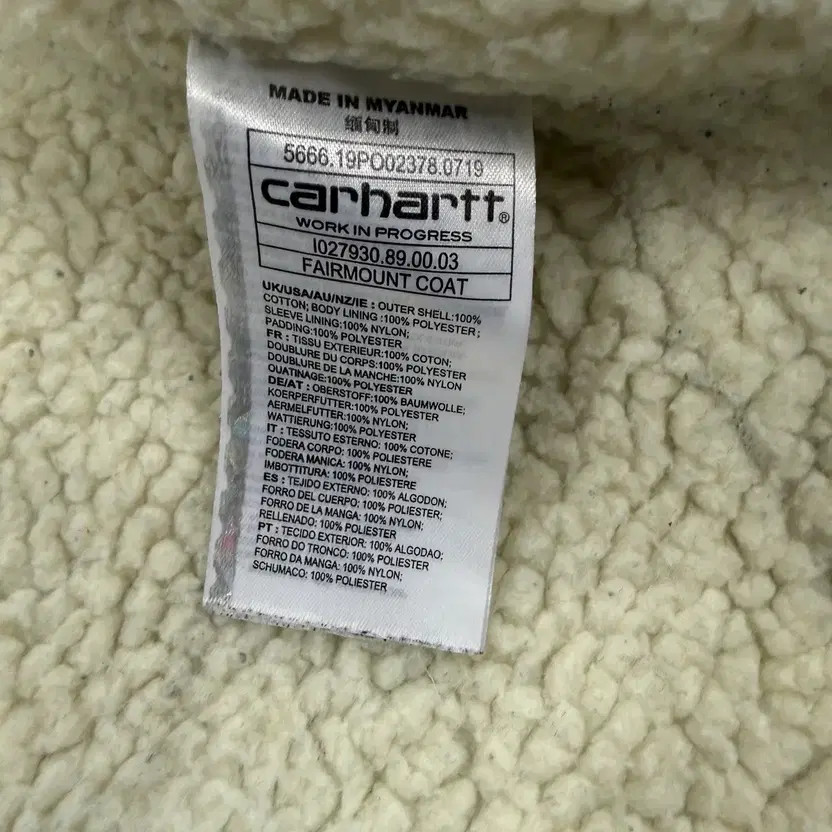 MADE IN MYANMAR
缅甸制
5666.19PO02378.0719
carhartt®
WORK IN PROGRESS
I027930.89.00.03
FAIRMOUNT COAT
UK/USA/AU/NZ/IE : OUTER SHELL:100%
COTTON; BODY LINING :100% POLYESTER;
SLEEVE LINING:100% NYLON;
PADDING:100% POLYESTER
FR : TISSU EXTERIEUR:100% COTON;
DOUBLURE DU CORPS:100% POLYESTER
DOUBLURE DE LA MANCHE:100% NYLON
OUATINAGE:100% POLYESTER
DE/AT : OBERSTOFF:100% BAUMWOLLE;
KOERPERFUTTER:100% POLYESTER
AERMELFUTTER:100% NYLON;
WATTIERUNG:100% POLYESTER
IT : TESSUTO ESTERNO: 100% COTONE;
FODERA CORPO: 100% POLIESTERE
FODERA MANICA: 100% NYLON;
IMBOTTITURA: 100% POLIESTERE
ES : TEJIDO EXTERNO: 100% ALGODON;
FORRO DEL CUERPO: 100% POLYESTER;
FORRO DE LA MANGA: 100% NYLON;
RELLENADO: 100% POLYESTER
PT : TECIDO EXTERIOR: 100% ALGODAO;
FORRO DO TRONCO: 100% POLIESTER
FORRO DA MANGA: 100% NYLON;
SCHUMACO: 100% POLIESTER